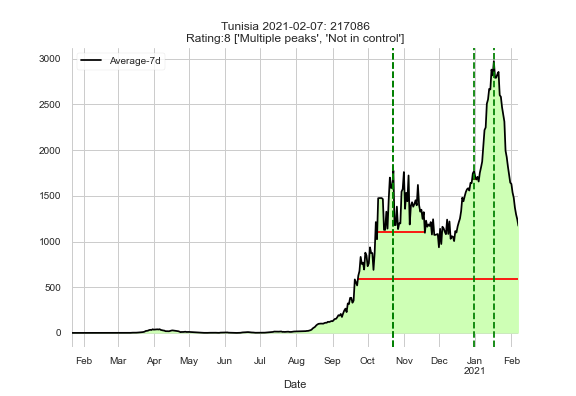 Tunisia 2021-02-07: 217086
Rating:8 ['Multiple peaks', 'Not in control']
Average-7d
3000
2500
2000
1500
1000
500
0
Feb Mar Apr May Jun Jul Aug Sep Oct Nov Dec Jan Feb
2021
Date